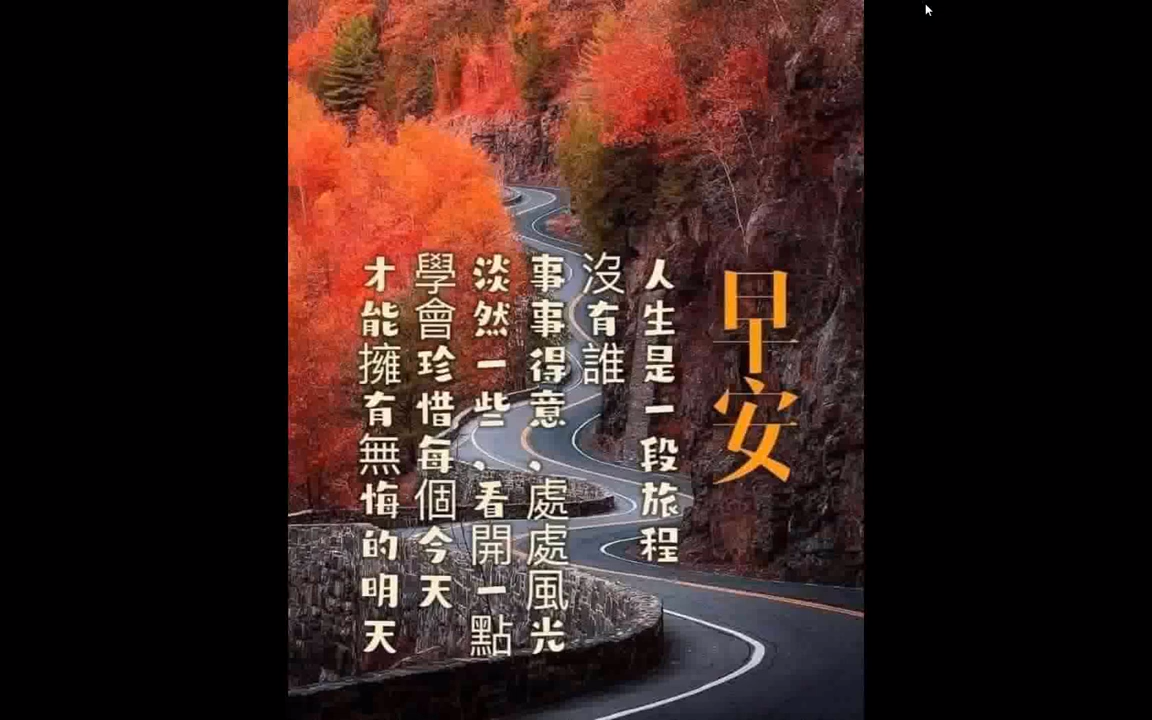 早安
人生是一段旅程
沒有誰
事事得意、處處風光
淡然一些、看開一點
學會珍惜每個今天
才能擁有無悔的明天